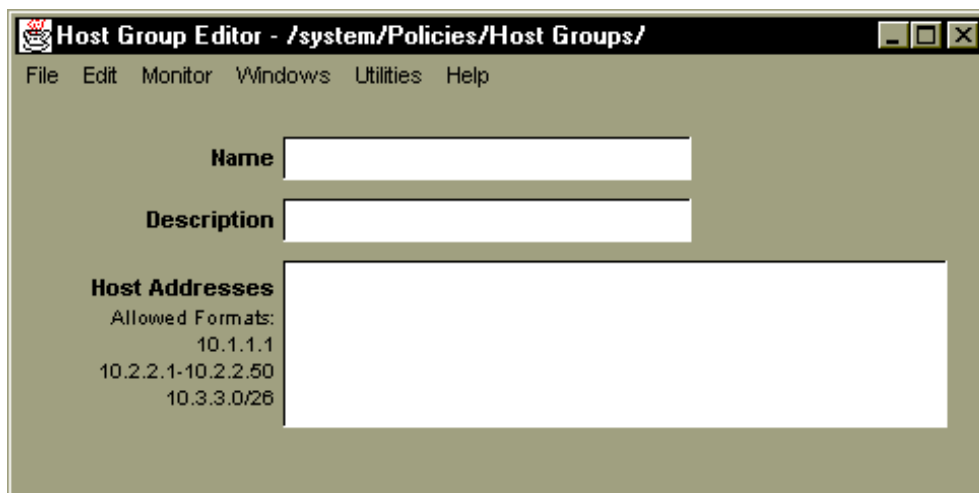 Host Group Editor - /system/Policies/Host Groups/
File Edit Monitor Windows Utilities Help
Name
Description
Host Addresses
Allowed Formats:
10.1.1.1
10.2.2.1-10.2.2.50
10.3.3.0/26